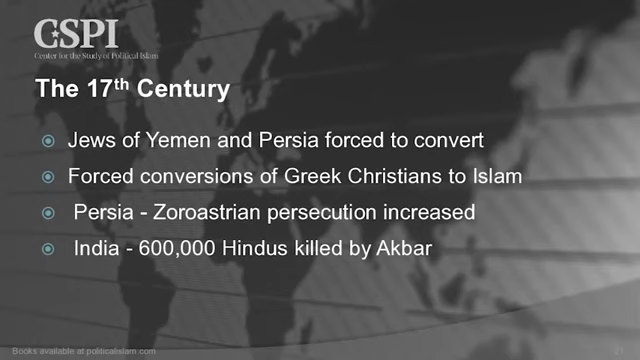 CSPI
Center for the Study of Political Islam
The 17th Century
Jews of Yemen and Persia forced to convert
Forced conversions of Greek Christians to Islam
Persia - Zoroastrian persecution increased
India - 600,000 Hindus killed by Akbar
Books available at politicalislam.com